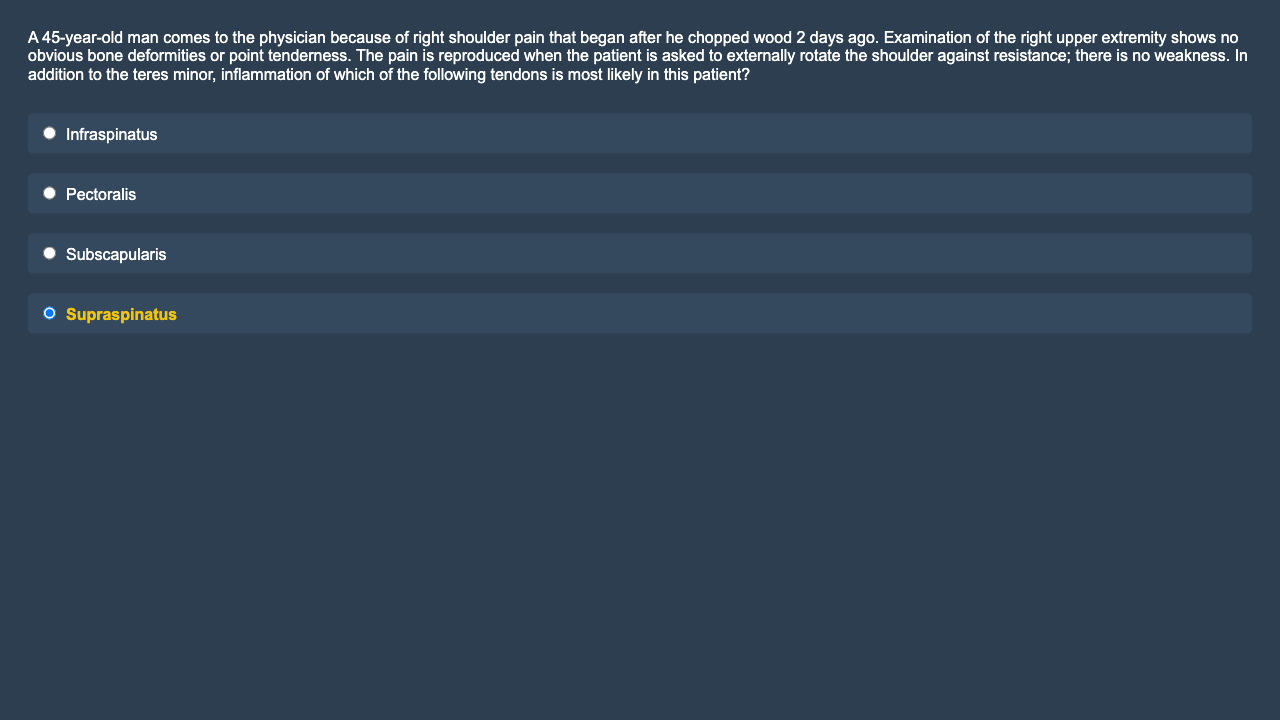 A 45-year-old man comes to the physician because of right shoulder pain that began after he chopped wood 2 days ago. Examination of the right upper extremity shows no
obvious bone deformities or point tenderness. The pain is reproduced when the patient is asked to externally rotate the shoulder against resistance; there is no weakness. In
addition to the teres minor, inflammation of which of the following tendons is most likely in this patient?
Infraspinatus
Pectoralis
Subscapularis
Supraspinatus